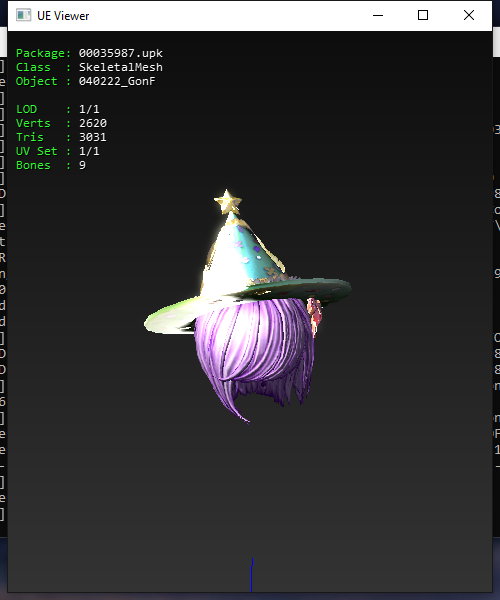 UE Viewer
Package: 00035987.upk
Class : SkeletalMesh
Object : 040222_GonF
LOD : 1/1
Verts : 2620
Tris : 3031
UV Set : 1/1
Bones : 9